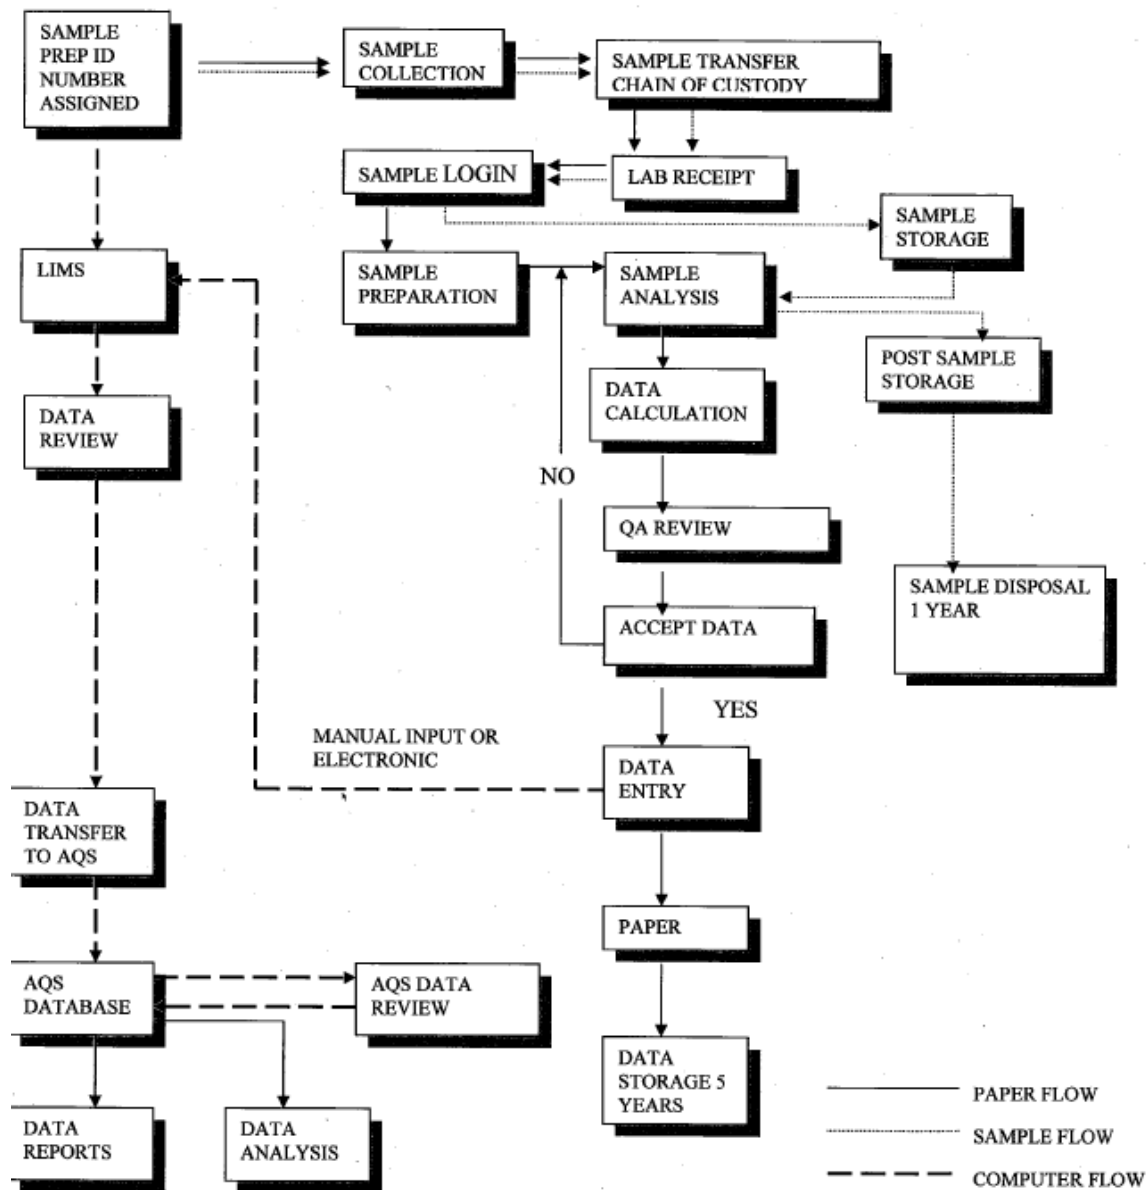 SAMPLE
PREP ID
NUMBER
ASSIGNED
SAMPLE
COLLECTION
SAMPLE TRANSFER
CHAIN OF CUSTODY
SAMPLE LOGIN
LAB RECEIPT
SAMPLE
STORAGE
LIMS
SAMPLE
PREPARATION
SAMPLE
ANALYSIS
POST SAMPLE
STORAGE
DATA
REVIEW
DATA
CALCULATION
NO
QA REVIEW
SAMPLE DISPOSAL
1 YEAR
ACCEPT DATA
YES
MANUAL INPUT OR
ELECTRONIC
DATA
ENTRY
DATA
TRANSFER
TO AQS
PAPER
AQS
DATABASE
AQS DATA
REVIEW
DATA
STORAGE 5
YEARS
DATA
REPORTS
DATA
ANALYSIS
PAPER FLOW
SAMPLE FLOW
COMPUTER FLOW